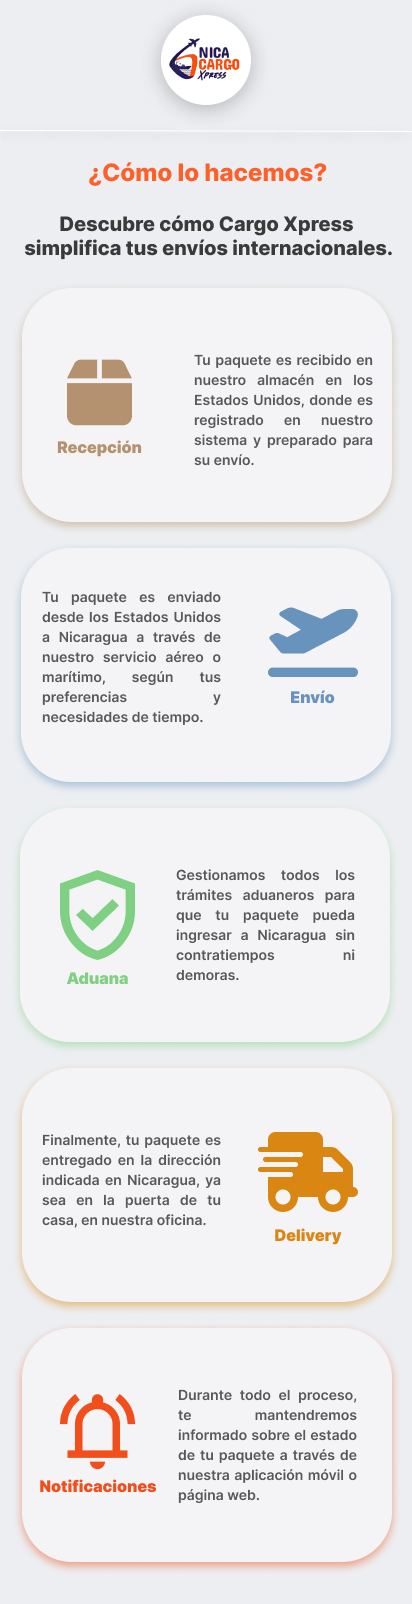 NICA
CARGO
Xpress
¿Cómo lo hacemos?
Descubre cómo Cargo Xpress
simplifica tus envíos internacionales.
Recepción
Tu paquete es recibido en
nuestro almacén en los
Estados Unidos, donde es
registrado en nuestro
sistema y preparado para
su envío.
Tu paquete es enviado
desde los Estados Unidos
a Nicaragua a través de
nuestro servicio aéreo o
marítimo, según tus
preferencias y
necesidades de tiempo.
Envío
Aduana
Gestionamos todos los
trámites aduaneros para
que tu paquete pueda
ingresar a Nicaragua sin
contratiempos ni
demoras.
Finalmente, tu paquete es
entregado en la dirección
indicada en Nicaragua, ya
sea en la puerta de tu
casa, en nuestra oficina.
Delivery
Notificaciones
Durante todo el proceso,
te mantendremos
informado sobre el estado
de tu paquete a través de
nuestra aplicación móvil o
página web.